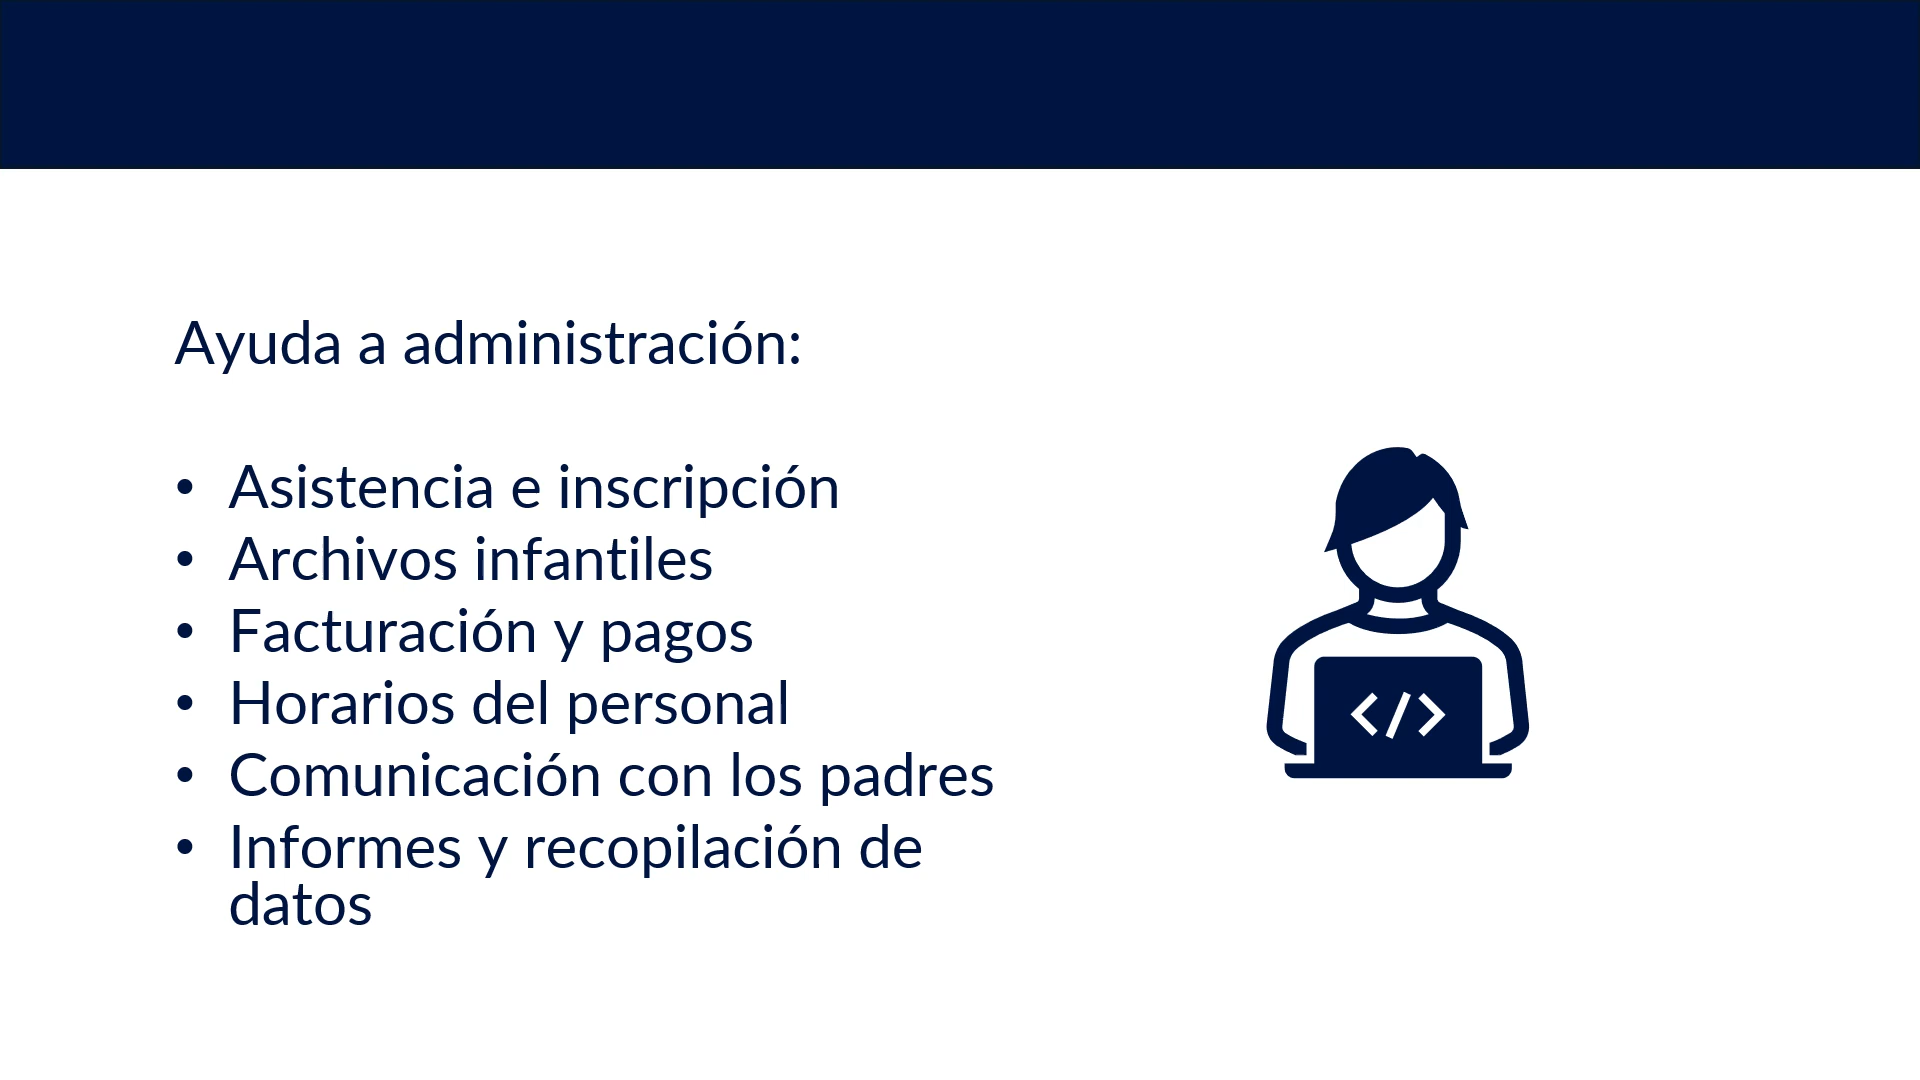 Ayuda a administración:
• Asistencia e inscripción
• Archivos infantiles
• Facturación y pagos
• Horarios del personal
• Comunicación con los padres
• Informes y recopilación de
datos
</>